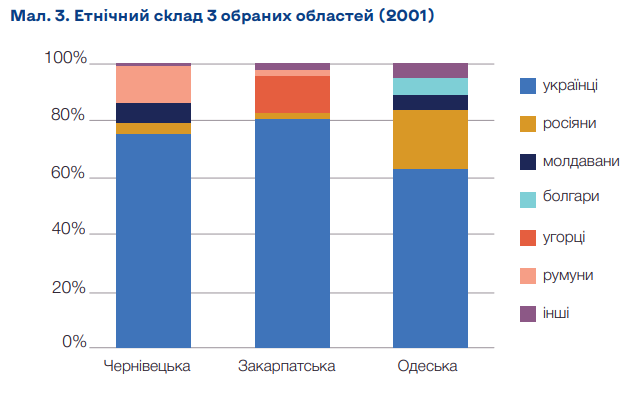 Мал. 3. Етнічний склад 3 обраних областей (2001)
100%
80%
60%
40%
20%
0%
Чернівецька
Закарпатська
Одеська
українці
росіяни
молдавани
болгари
угорці
румуни
інші